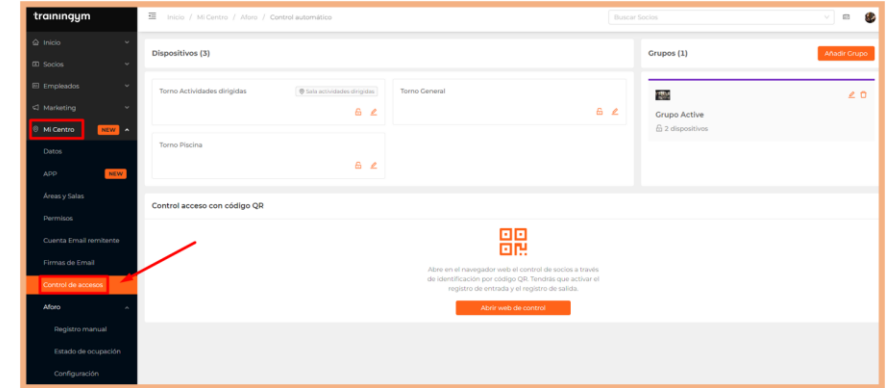 trainingym
Inicio / Mi Centro / Aforo / Control automático
Buscar Socios
Inicio
Socios
Empleados
Marketing
Mi Centro NEW
Datos
APP NEW
Áreas y Salas
Permisos
Cuenta Email remitente
Firmas de Email
Control de accesos
Aforo
Registro manual
Estado de ocupación
Configuración
Dispositivos (3)
Torno Actividades dirigidas
Sala actividades dirigidas
Torno General
Torno Piscina
Grupos (1)
Añadir Grupo
Grupo Active
2 dispositivos
Control acceso con código QR
Abre en el navegador web el control de socios a través
de identificación por código QR. Tendrás que activar el
registro de entrada y el registro de salida.
Abrir web de control